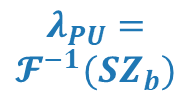 λ_PU =
ℱ⁻¹(SZ_b)